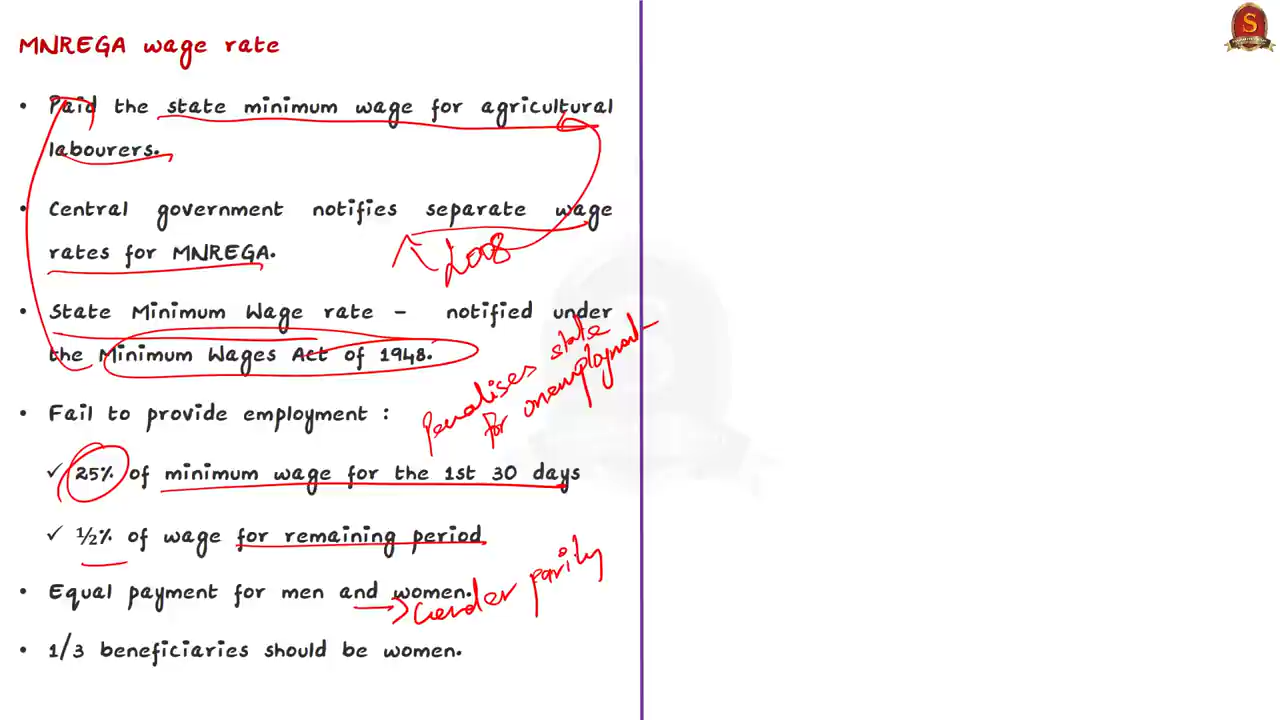 MNREGA wage rate
• Paid the state minimum wage for agricultural
labourers.
• Central government notifies separate wage
rates for MNREGA.
2008
• State Minimum Wage rate – notified under
the Minimum Wages Act of 1948.
Penalises state
for unemployment
• Fail to provide employment :
✓ 25% of minimum wage for the 1st 30 days
✓ ½% of wage for remaining period
• Equal payment for men and women.
Gender parity
• 1/3 beneficiaries should be women.
S